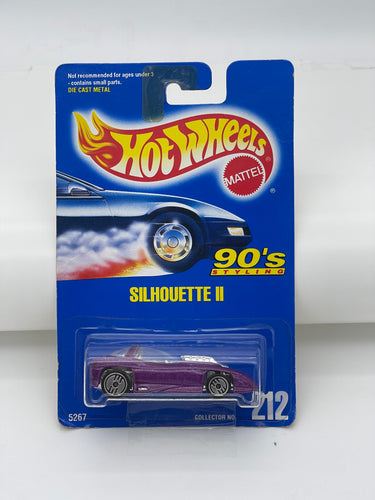 Not recommended for ages under 3
- contains small parts.
DIE CAST METAL
HOT WHEELS
®
MATTEL
®
90's
STYLING
SILHOUETTE II
5267
COLLECTOR NO.
212